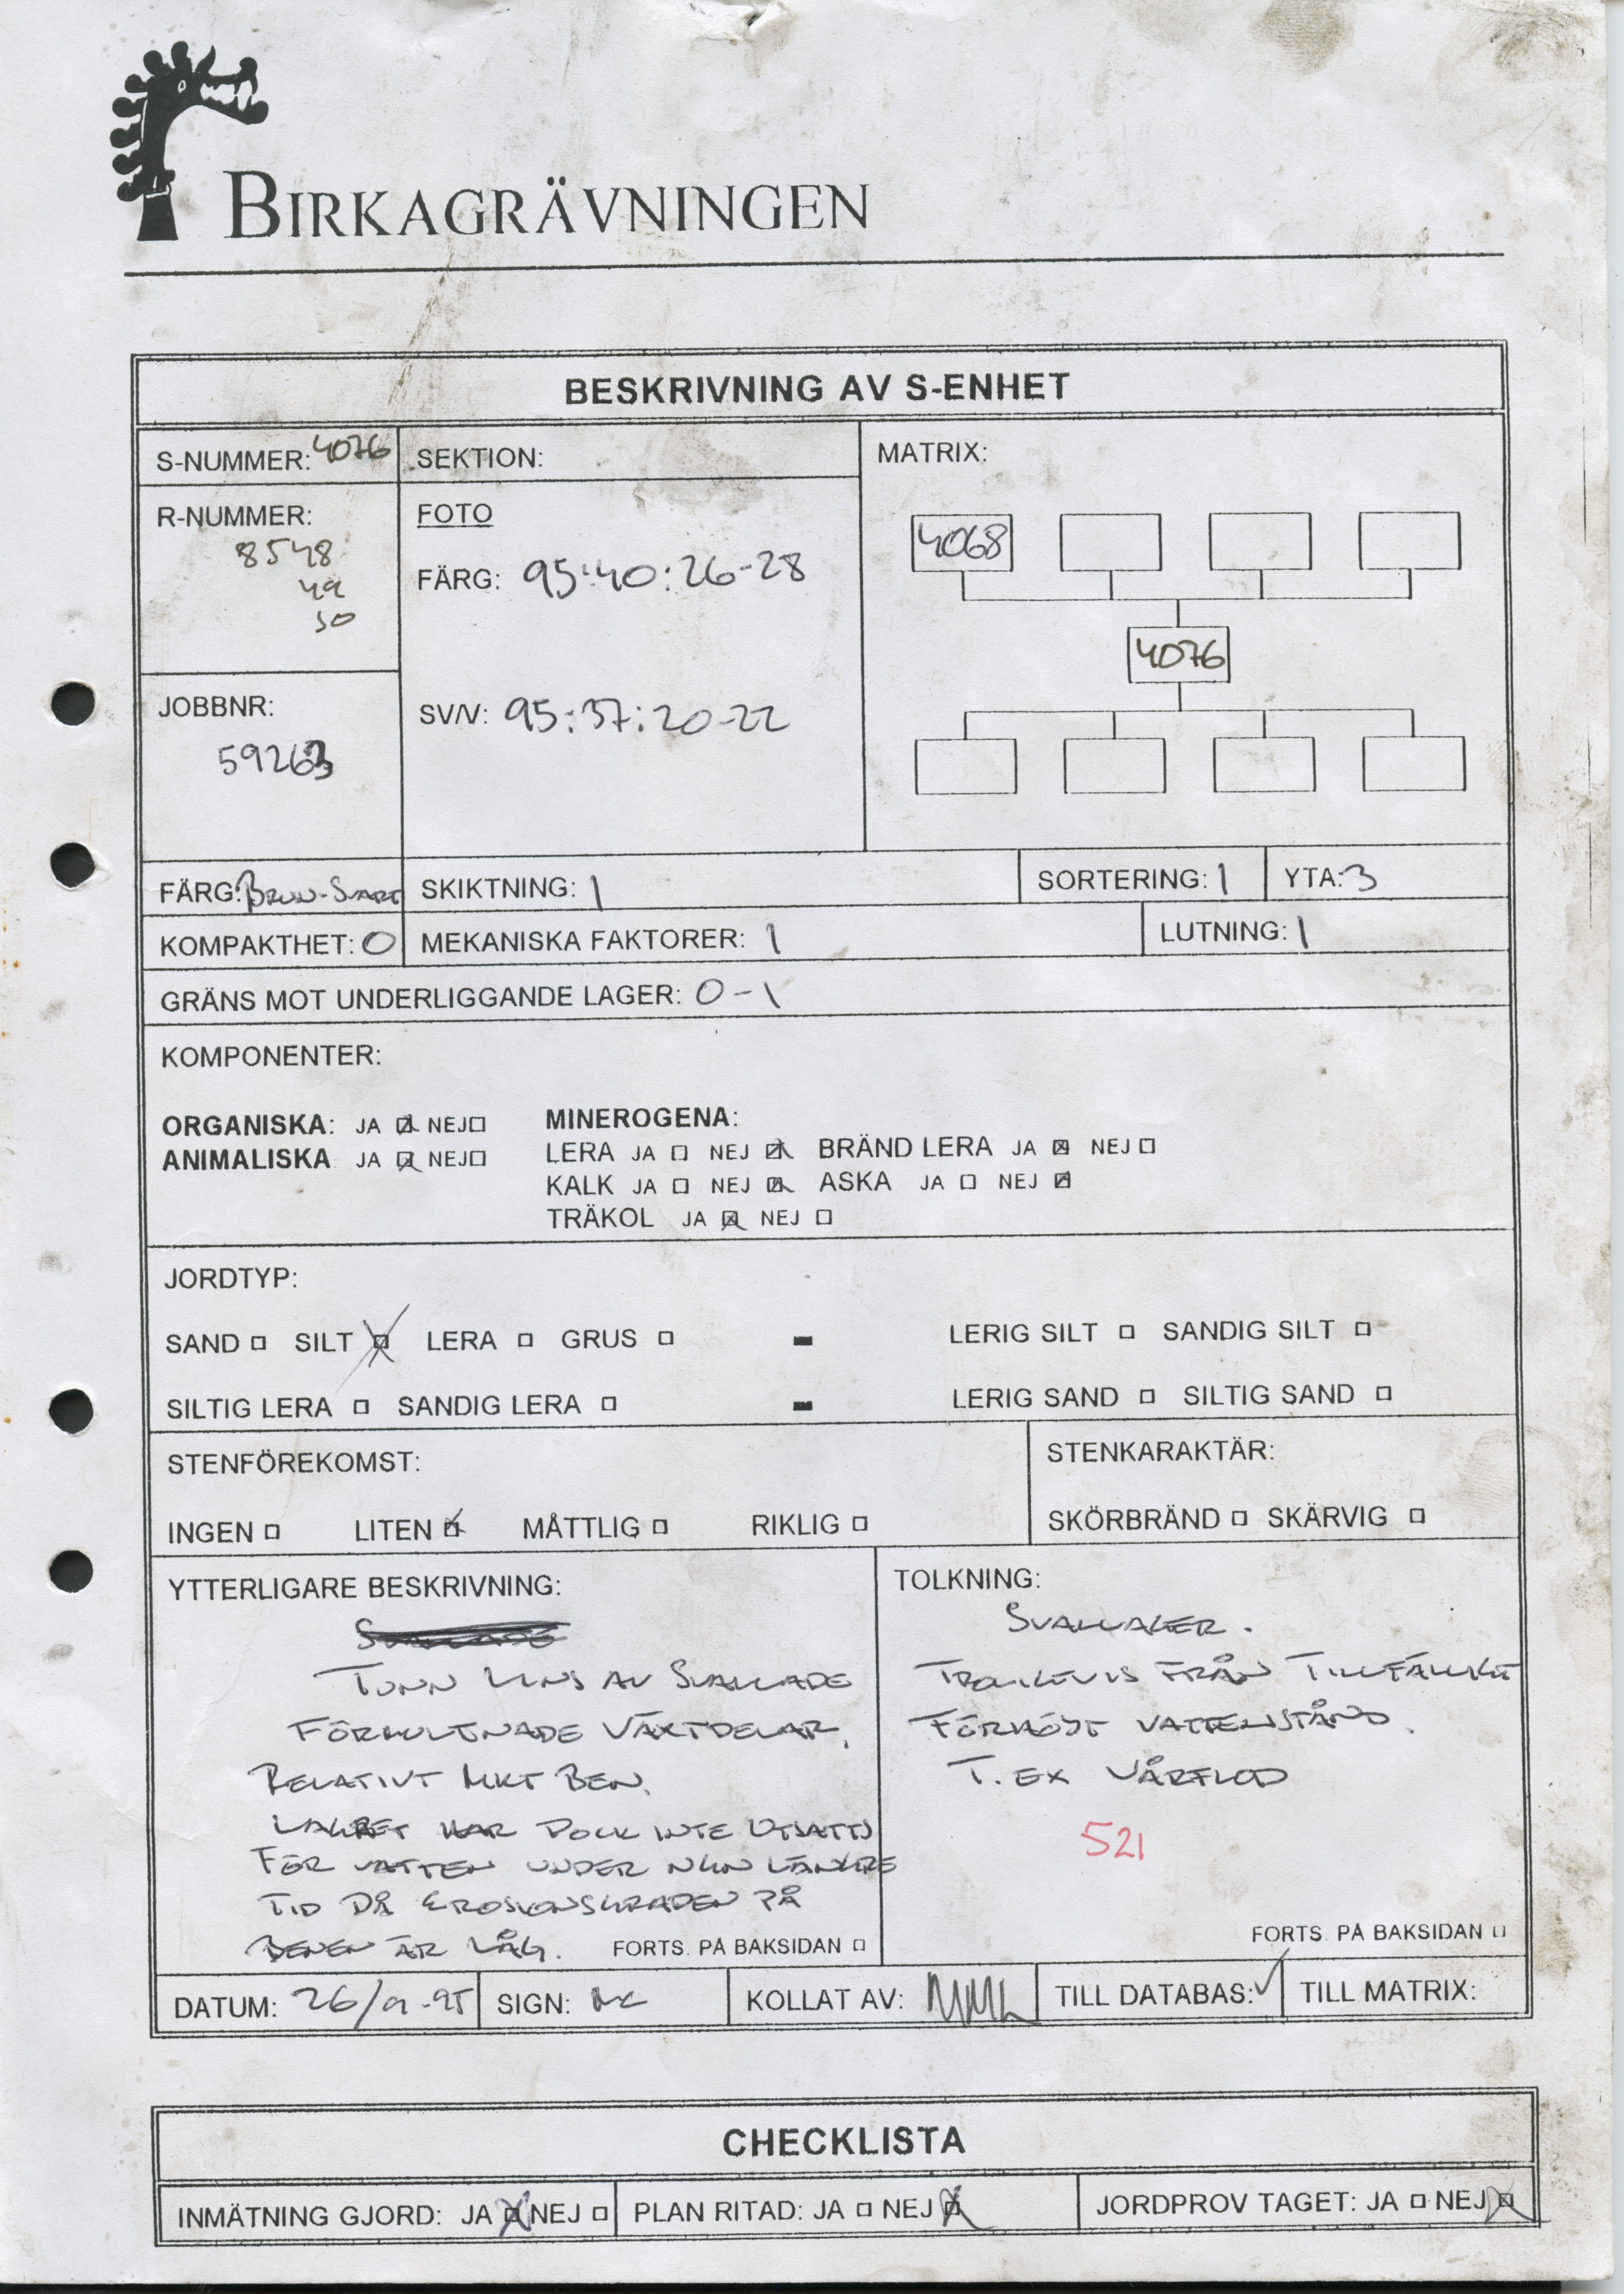 BIRKAGRÄVNINGEN
BESKRIVNING AV S-ENHET
S-NUMMER: 4076
SEKTION:
MATRIX:
R-NUMMER:
8548
49
50
FOTO
FÄRG: 95:40:26-28
4068
4076
JOBBNR:
59263
SV/V: 95:37:20-22
FÄRG: BRUN-SVART
SKIKTNING: 1
SORTERING: 1
YTA: 3
KOMPAKTHET: 0
MEKANISKA FAKTORER: 1
LUTNING: 1
GRÄNS MOT UNDERLIGGANDE LAGER: 0-1
KOMPONENTER:
ORGANISKA: JA ☒ NEJ ☐
MINEROGENA:
ANIMALISKA JA ☒ NEJ ☐
LERA JA ☐ NEJ ☒ BRÄND LERA JA ☒ NEJ ☐
KALK JA ☐ NEJ ☒ ASKA JA ☐ NEJ ☒
TRÄKOL JA ☒ NEJ ☐
JORDTYP:
SAND ☐ SILT ☒ LERA ☐ GRUS ☐ - LERIG SILT ☐ SANDIG SILT ☐
SILTIG LERA ☐ SANDIG LERA ☐ - LERIG SAND ☐ SILTIG SAND ☐
STENFÖREKOMST:
STENKARAKTÄR:
INGEN ☐ LITEN ☒ MÅTTLIG ☐ RIKLIG ☐
SKÖRBRÄND ☐ SKÄRVIG ☐
YTTERLIGARE BESKRIVNING:
TUNN LINS AV SVALLADE
FÖRMULTNADE VÄXTDELAR.
RELATIVT MKT BEN.
LAGRET HAR DOCK INTE UTSATTS
FÖR VATTEN UNDER NÅN LÄNGRE
TID DÅ EROSIONSGRADEN PÅ
BENEN ÄR LÅG.
FORTS. PÅ BAKSIDAN ☐
TOLKNING:
SVALLAGER.
TROLIGVIS FRÅN TILLFÄLLIGT
FÖRHÖJT VATTENSTÅND.
T.EX VÅRFLOD
521
FORTS. PÅ BAKSIDAN ☐
DATUM: 26/9-95
SIGN:
KOLLAT AV:
TILL DATABAS: ✓
TILL MATRIX:
CHECKLISTA
INMÄTNING GJORD: JA ☒ NEJ ☐
PLAN RITAD: JA ☐ NEJ ☒
JORDPROV TAGET: JA ☐ NEJ ☒